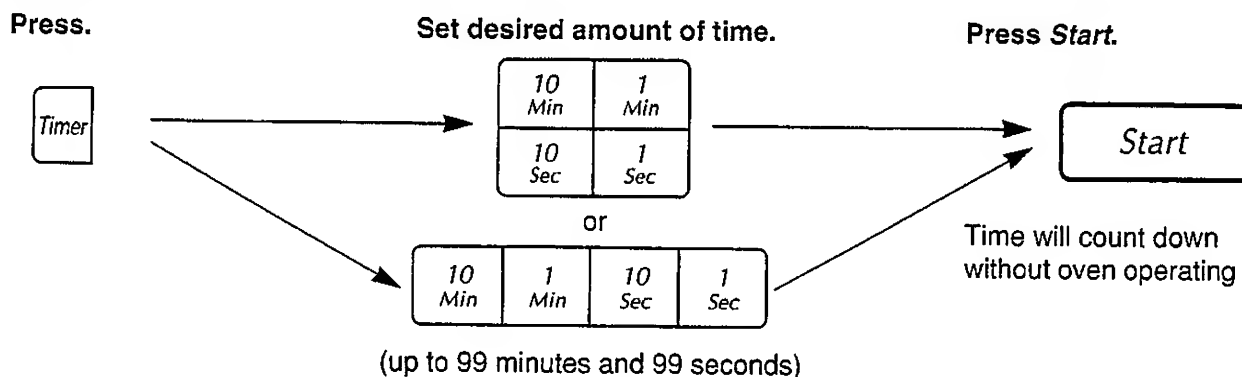 Press.
Set desired amount of time.
Press Start.
Timer
10 Min
1 Min
10 Sec
1 Sec
or
10 Min
1 Min
10 Sec
1 Sec
(up to 99 minutes and 99 seconds)
Start
Time will count down
without oven operating